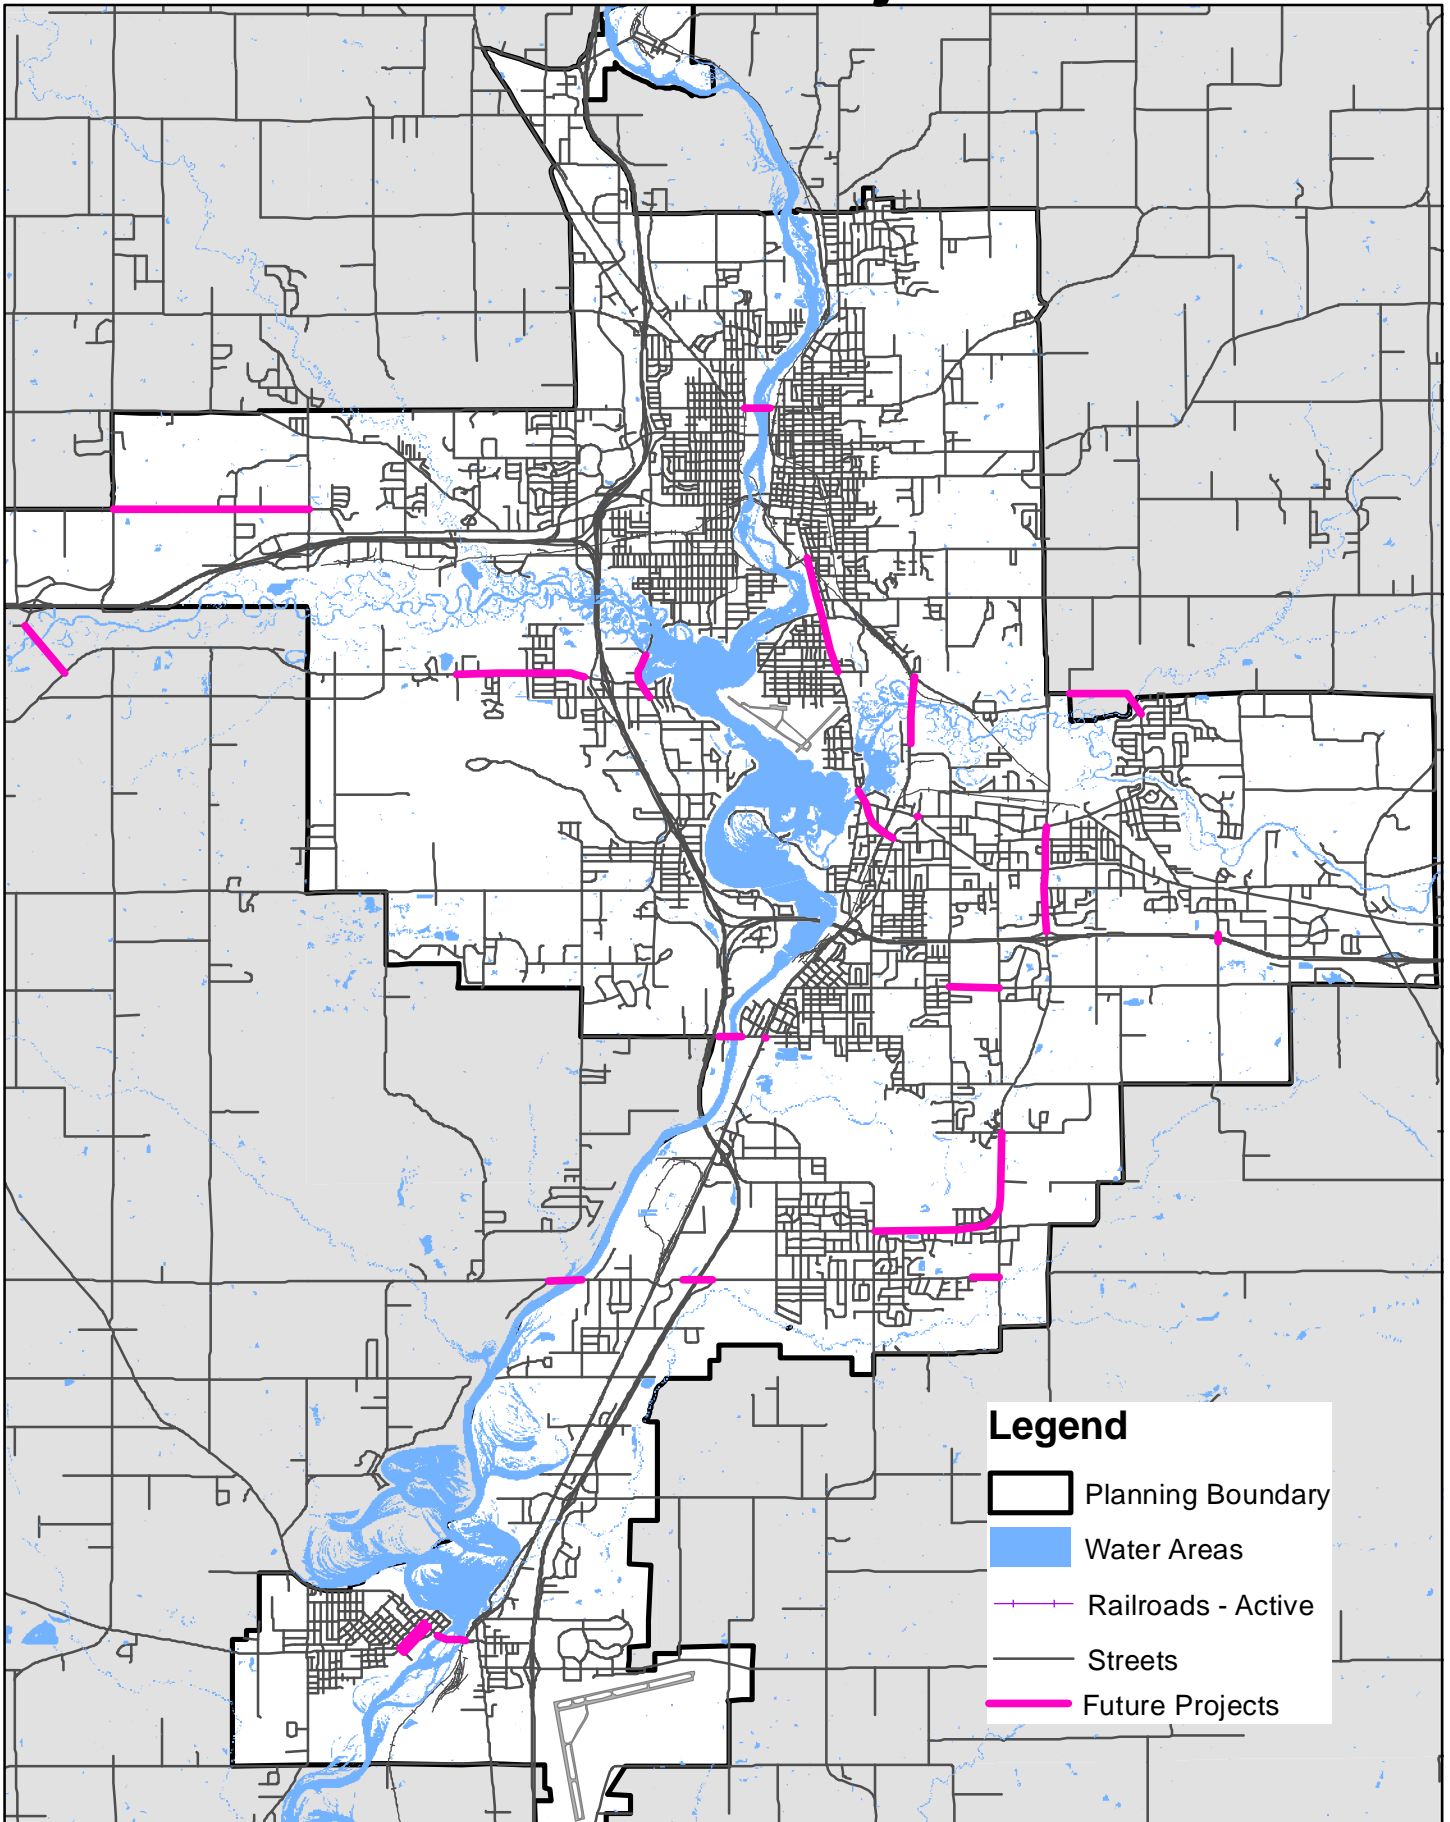 Legend
Planning Boundary
Water Areas
Railroads - Active
Streets
Future Projects